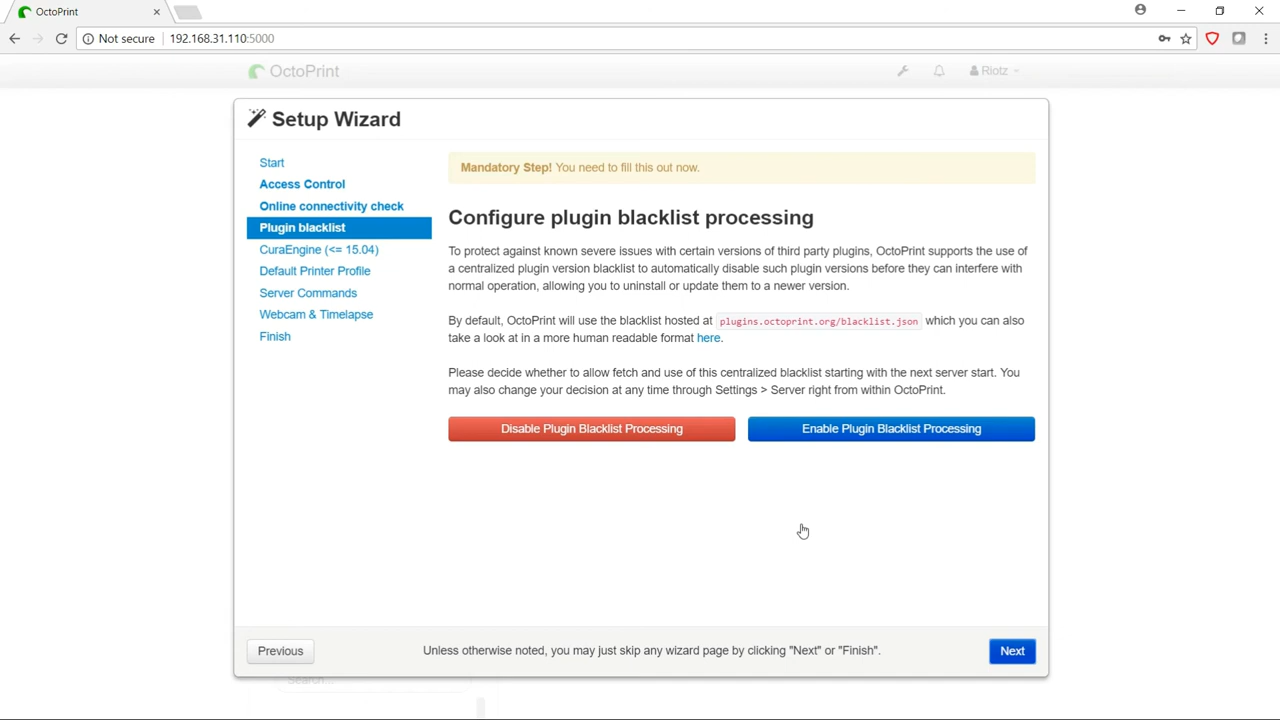 OctoPrint
Not secure
192.168.31.110:5000
OctoPrint
Riotz
Setup Wizard
Start
Access Control
Online connectivity check
Plugin blacklist
CuraEngine (<= 15.04)
Default Printer Profile
Server Commands
Webcam & Timelapse
Finish
Mandatory Step! You need to fill this out now.
Configure plugin blacklist processing
To protect against known severe issues with certain versions of third party plugins, OctoPrint supports the use of
a centralized plugin version blacklist to automatically disable such plugin versions before they can interfere with
normal operation, allowing you to uninstall or update them to a newer version.
By default, OctoPrint will use the blacklist hosted at plugins.octoprint.org/blacklist.json which you can also
take a look at in a more human readable format here.
Please decide whether to allow fetch and use of this centralized blacklist starting with the next server start. You
may also change your decision at any time through Settings > Server right from within OctoPrint.
Disable Plugin Blacklist Processing
Enable Plugin Blacklist Processing
Previous
Unless otherwise noted, you may just skip any wizard page by clicking "Next" or "Finish".
Next
Search...